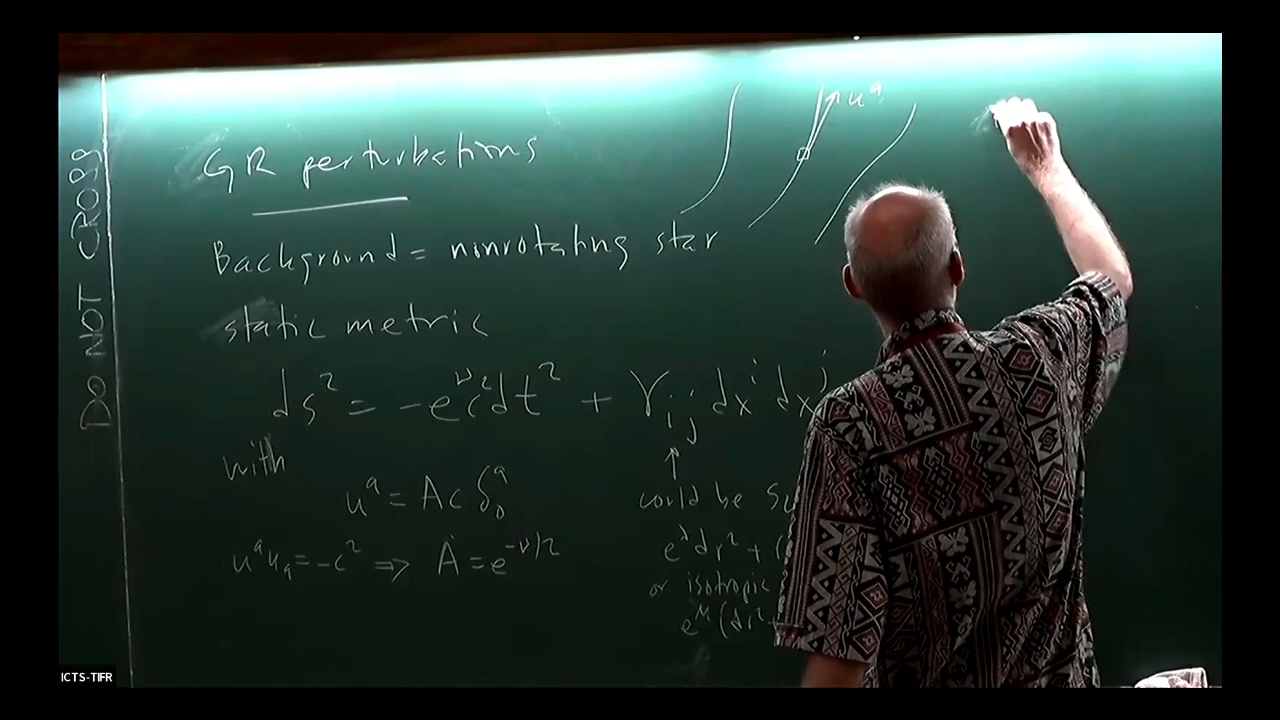 DO NOT CROSS
GR perturbations
u^a
Background = nonrotating star
static metric
ds² = -e^ν c² dt² + γ_ij dx^i dx^j
with
u^a = A c δ^a_0
could be
u^a u_a = -c² ⇒ A = e^{-ν/2}
e^λ dr² +
or isotropic
e^μ (dr² +
ICTS-TIFR